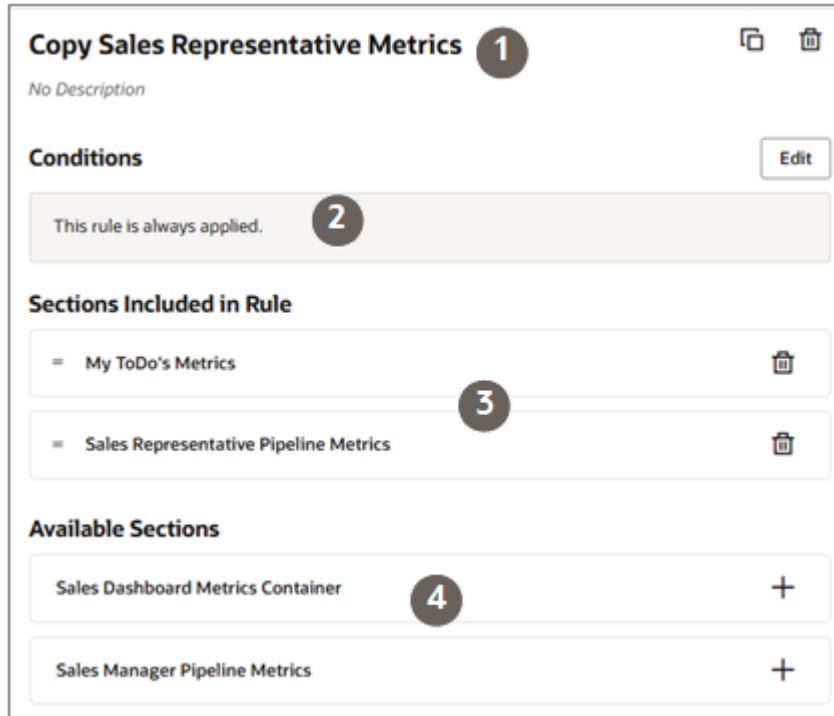 Copy Sales Representative Metrics 1
No Description
Conditions Edit
This rule is always applied. 2
Sections Included in Rule
= My ToDo's Metrics
3
= Sales Representative Pipeline Metrics
Available Sections
Sales Dashboard Metrics Container 4 +
Sales Manager Pipeline Metrics +